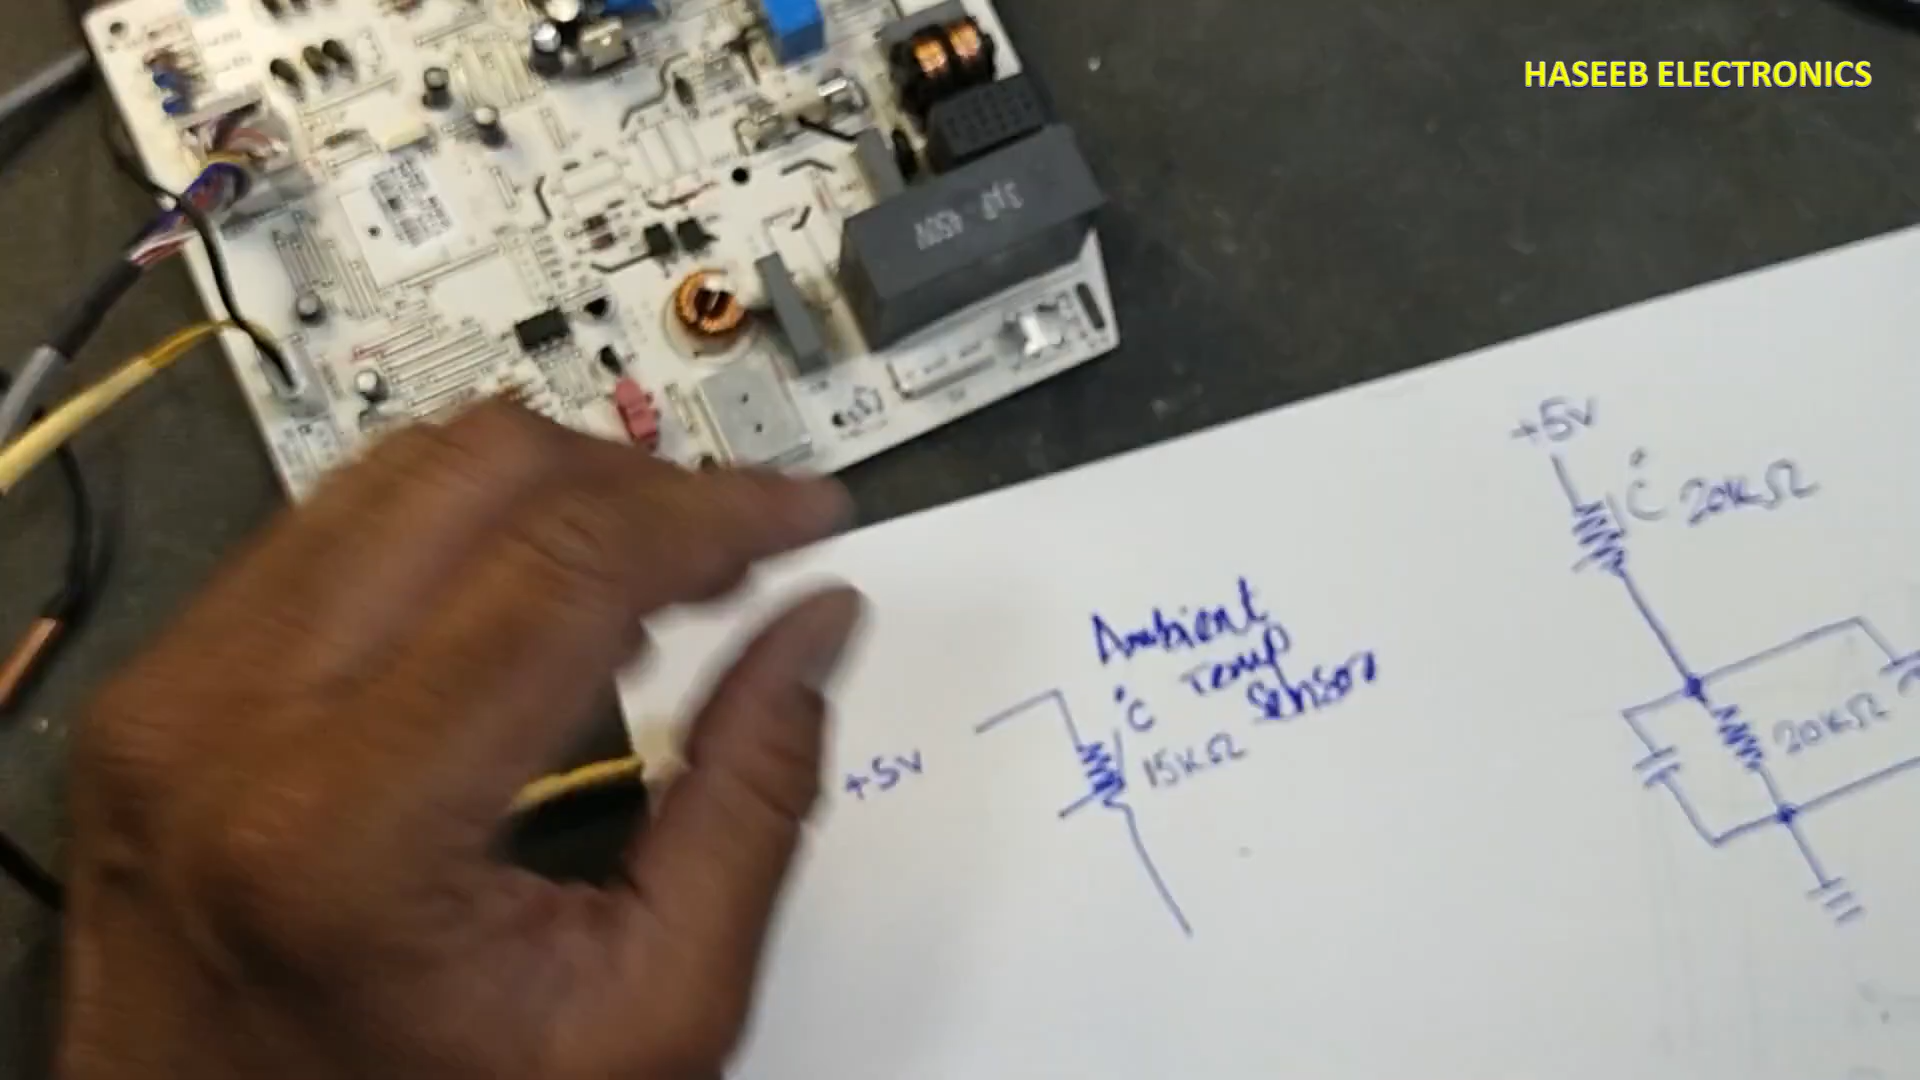 HASEEB ELECTRONICS
+5V
Ċ 20KΩ
Ambient
Temp
Sensor
Ċ
15KΩ
+5V
20KΩ